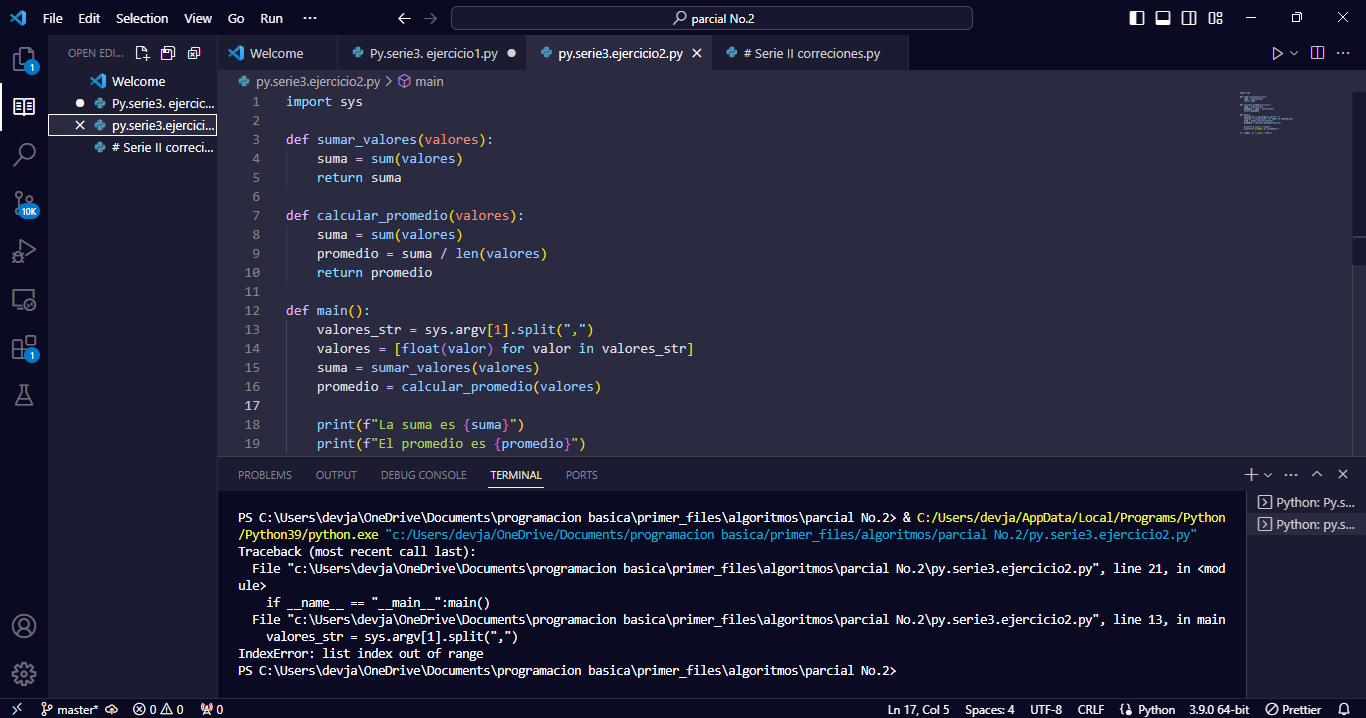 File Edit Selection View Go Run ··· parcial No.2
OPEN EDI...
Welcome
Py.serie3. ejercic...
py.serie3.ejercici...
# Serie II correci...
1
10K
1
Welcome Py.serie3. ejercicio1.py py.serie3.ejercicio2.py # Serie II correciones.py
py.serie3.ejercicio2.py > main
1 import sys
2
3 def sumar_valores(valores):
4 suma = sum(valores)
5 return suma
6
7 def calcular_promedio(valores):
8 suma = sum(valores)
9 promedio = suma / len(valores)
10 return promedio
11
12 def main():
13 valores_str = sys.argv[1].split(",")
14 valores = [float(valor) for valor in valores_str]
15 suma = sumar_valores(valores)
16 promedio = calcular_promedio(valores)
17
18 print(f"La suma es {suma}")
19 print(f"El promedio es {promedio}")
PROBLEMS OUTPUT DEBUG CONSOLE TERMINAL PORTS
PS C:\Users\devja\OneDrive\Documents\programacion basica\primer_files\algoritmos\parcial No.2> & C:/Users/devja/AppData/Local/Programs/Python
/Python39/python.exe "c:/Users/devja/OneDrive/Documents/programacion basica/primer_files/algoritmos/parcial No.2/py.serie3.ejercicio2.py"
Traceback (most recent call last):
File "c:\Users\devja\OneDrive\Documents\programacion basica\primer_files\algoritmos\parcial No.2\py.serie3.ejercicio2.py", line 21, in <mod
ule>
if __name__ == "__main__":main()
File "c:\Users\devja\OneDrive\Documents\programacion basica\primer_files\algoritmos\parcial No.2\py.serie3.ejercicio2.py", line 13, in main
valores_str = sys.argv[1].split(",")
IndexError: list index out of range
PS C:\Users\devja\OneDrive\Documents\programacion basica\primer_files\algoritmos\parcial No.2>
Python: Py.s...
Python: py.s...
master* 0 0 0 Ln 17, Col 5 Spaces: 4 UTF-8 CRLF Python 3.9.0 64-bit Prettier